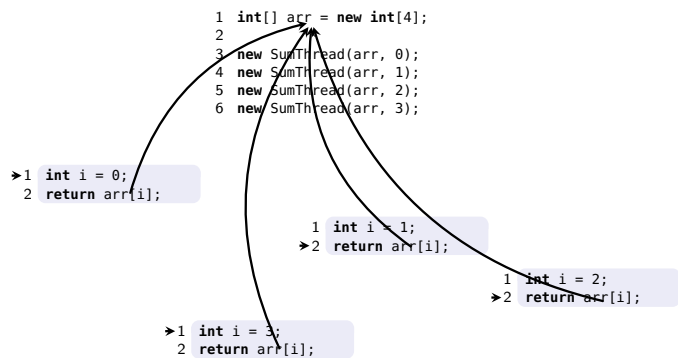 1 int[] arr = new int[4];
2
3 new SumThread(arr, 0);
4 new SumThread(arr, 1);
5 new SumThread(arr, 2);
6 new SumThread(arr, 3);
1 int i = 0;
2 return arr[i];
1 int i = 1;
2 return arr[i];
1 int i = 2;
2 return arr[i];
1 int i = 3;
2 return arr[i];